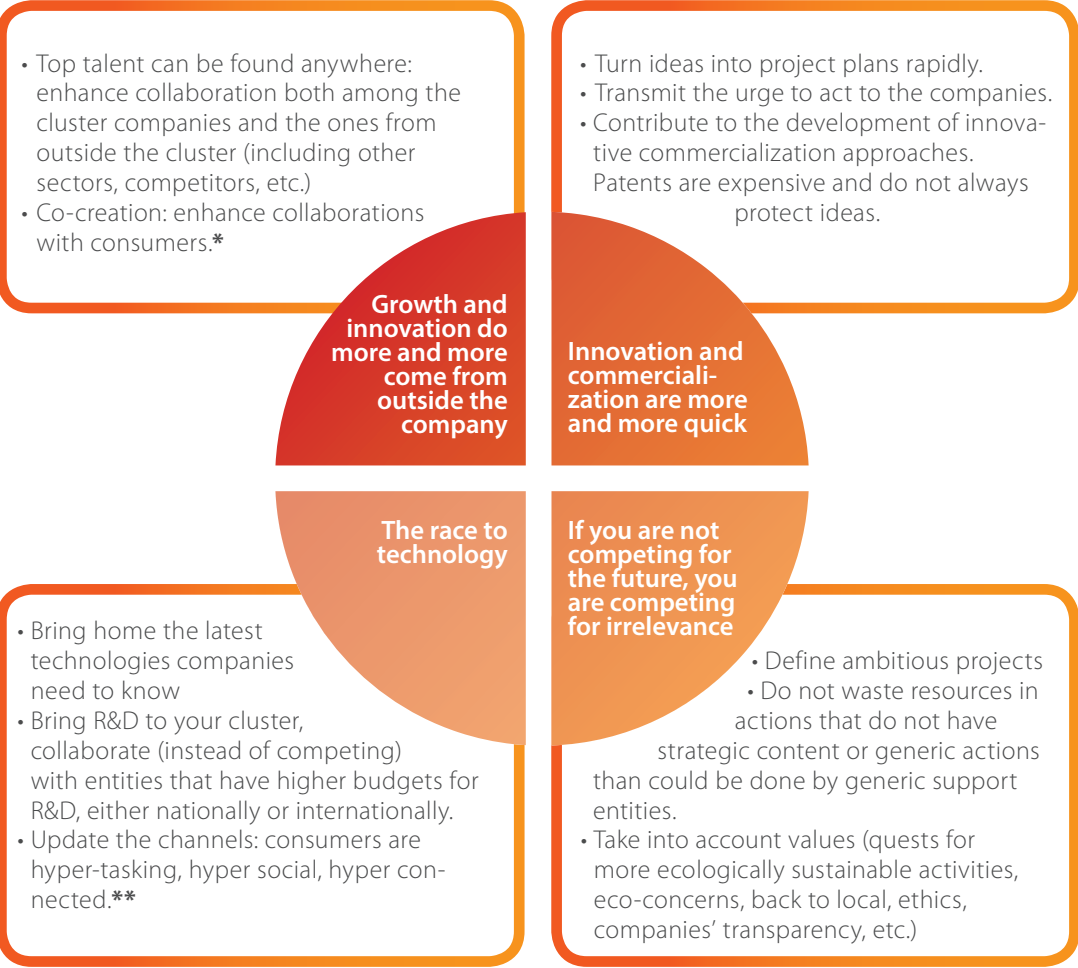 • Top talent can be found anywhere:
enhance collaboration both among the
cluster companies and the ones from
outside the cluster (including other
sectors, competitors, etc.)
• Co-creation: enhance collaborations
with consumers.*
Growth and
innovation do
more and more
come from
outside the
company
• Turn ideas into project plans rapidly.
• Transmit the urge to act to the companies.
• Contribute to the development of innova-
tive commercialization approaches.
Patents are expensive and do not always
protect ideas.
Innovation and
commerciali-
zation are more
and more quick
The race to
technology
• Bring home the latest
technologies companies
need to know
• Bring R&D to your cluster,
collaborate (instead of competing)
with entities that have higher budgets for
R&D, either nationally or internationally.
• Update the channels: consumers are
hyper-tasking, hyper social, hyper con-
nected.**
If you are not
competing for
the future, you
are competing
for irrelevance
• Define ambitious projects
• Do not waste resources in
actions that do not have
strategic content or generic actions
than could be done by generic support
entities.
• Take into account values (quests for
more ecologically sustainable activities,
eco-concerns, back to local, ethics,
companies’ transparency, etc.)